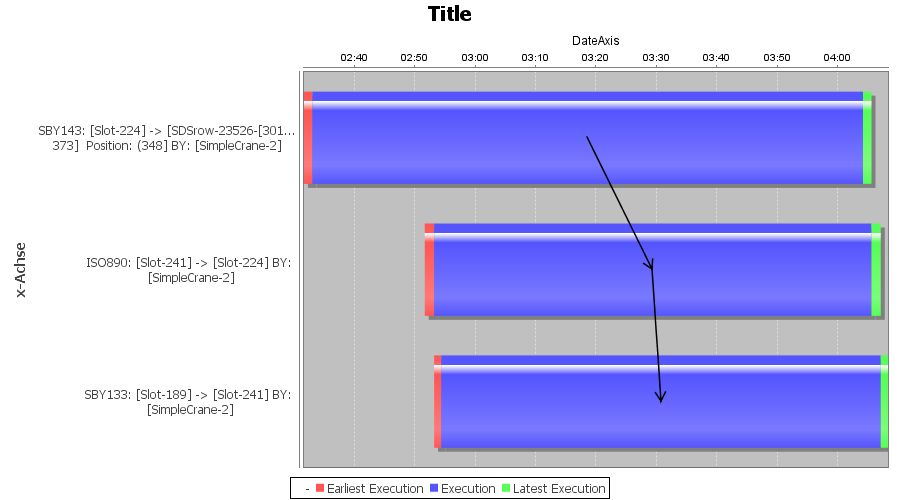 Title
DateAxis
02:40 02:50 03:00 03:10 03:20 03:30 03:40 03:50 04:00
SBY143: [Slot-224] -> [SDSrow-23526-[301...
373] Position: (348] BY: [SimpleCrane-2]
x-Achse
ISO890: [Slot-241] -> [Slot-224] BY:
[SimpleCrane-2]
SBY133: [Slot-189] -> [Slot-241] BY:
[SimpleCrane-2]
- Earliest Execution Execution Latest Execution